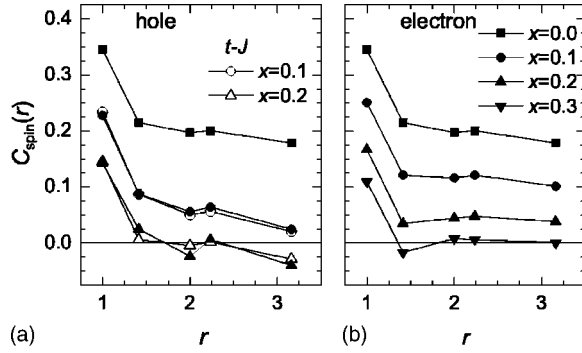 hole
t-J
x=0.1
x=0.2
electron
x=0.0
x=0.1
x=0.2
x=0.3
C_spin(r)
0.4
0.3
0.2
0.1
0.0
1 2 3
1 2 3
(a) r
(b) r